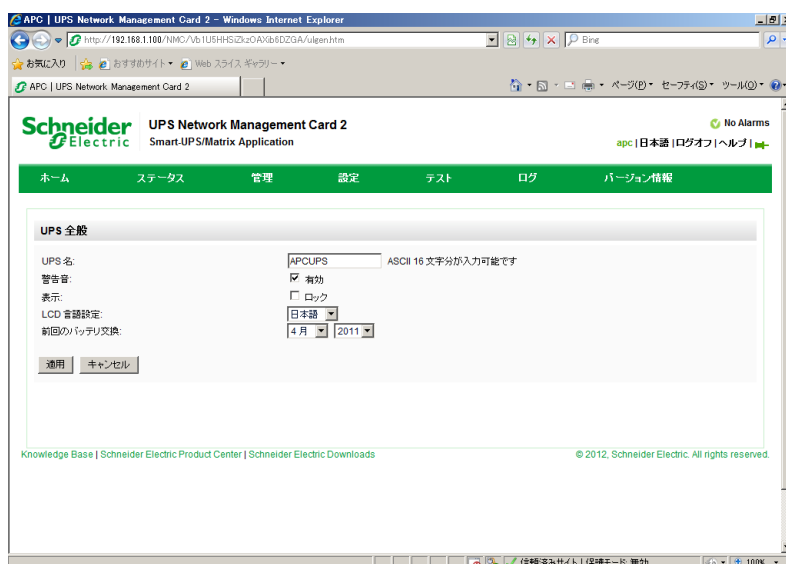 APC | UPS Network Management Card 2 - Windows Internet Explorer
http://192.168.1.100/NMC/Vb1U5HHSiZkzOAXGb6DZGA/ulgen.htm
Bing
お気に入り おすすめサイト Web スライス ギャラリー
APC | UPS Network Management Card 2
ページ(P) セーフティ(S) ツール(O)
Schneider Electric
UPS Network Management Card 2
Smart-UPS/Matrix Application
No Alarms
apc | 日本語 | ログオフ | ヘルプ |
ホーム ステータス 管理 設定 テスト ログ バージョン情報
UPS 全般
UPS 名: APCUPS ASCII 16 文字分が入力可能です
警告音: 有効
表示: ロック
LCD 言語設定: 日本語
前回のバッテリ交換: 4 月 2011
適用 キャンセル
Knowledge Base | Schneider Electric Product Center | Schneider Electric Downloads
© 2012, Schneider Electric. All rights reserved.
信頼済みサイト | 保護モード: 無効 100%